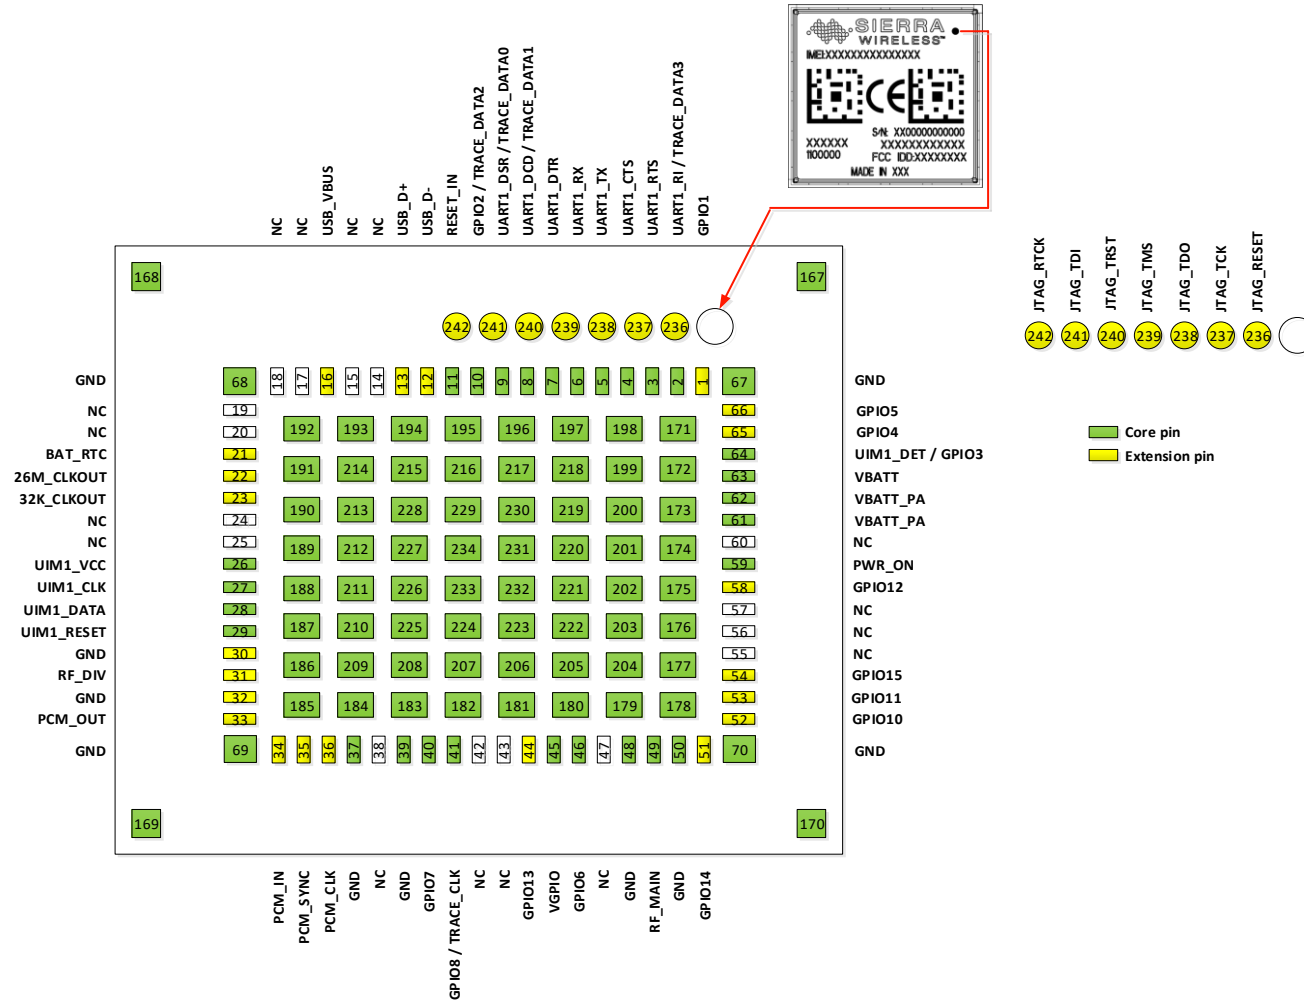 SIERRA
WIRELESS™
IMEI:XXXXXXXXXXXXXXX
CE
S/N: XX00000000000
XXXXXX XXXXXXXXXXXX
1100000 FCC IDD:XXXXXXXX
MADE IN XXX
NC
NC
USB_VBUS
NC
NC
USB_D+
USB_D-
RESET_IN
GPIO2 / TRACE_DATA2
UART1_DSR / TRACE_DATA0
UART1_DCD / TRACE_DATA1
UART1_DTR
UART1_RX
UART1_TX
UART1_CTS
UART1_RTS
UART1_RI / TRACE_DATA3
GPIO1
JTAG_RTCK
JTAG_TDI
JTAG_TRST
JTAG_TMS
JTAG_TDO
JTAG_TCK
JTAG_RESET
242 241 240 239 238 237 236
168 167
242 241 240 239 238 237 236
GND 68 18 17 16 15 14 13 12 11 10 9 8 7 6 5 4 3 2 1 67 GND
NC 19 66 GPIO5
192 193 194 195 196 197 198 171
NC 20 65 GPIO4
BAT_RTC 21 64 UIM1_DET / GPIO3
191 214 215 216 217 218 199 172
26M_CLKOUT 22 63 VBATT
32K_CLKOUT 23 62 VBATT_PA
190 213 228 229 230 219 200 173
NC 24 61 VBATT_PA
NC 25 60 NC
189 212 227 234 231 220 201 174
UIM1_VCC 26 59 PWR_ON
UIM1_CLK 27 58 GPIO12
188 211 226 233 232 221 202 175
UIM1_DATA 28 57 NC
187 210 225 224 223 222 203 176
UIM1_RESET 29 56 NC
GND 30 55 NC
186 209 208 207 206 205 204 177
RF_DIV 31 54 GPIO15
GND 32 53 GPIO11
185 184 183 182 181 180 179 178
PCM_OUT 33 52 GPIO10
GND 69 34 35 36 37 38 39 40 41 42 43 44 45 46 47 48 49 50 51 70 GND
169 170
PCM_IN
PCM_SYNC
PCM_CLK
GND
NC
GND
GPIO7
GPIO8 / TRACE_CLK
NC
NC
GPIO13
VGPIO
GPIO6
NC
GND
RF_MAIN
GND
GPIO14
Core pin
Extension pin